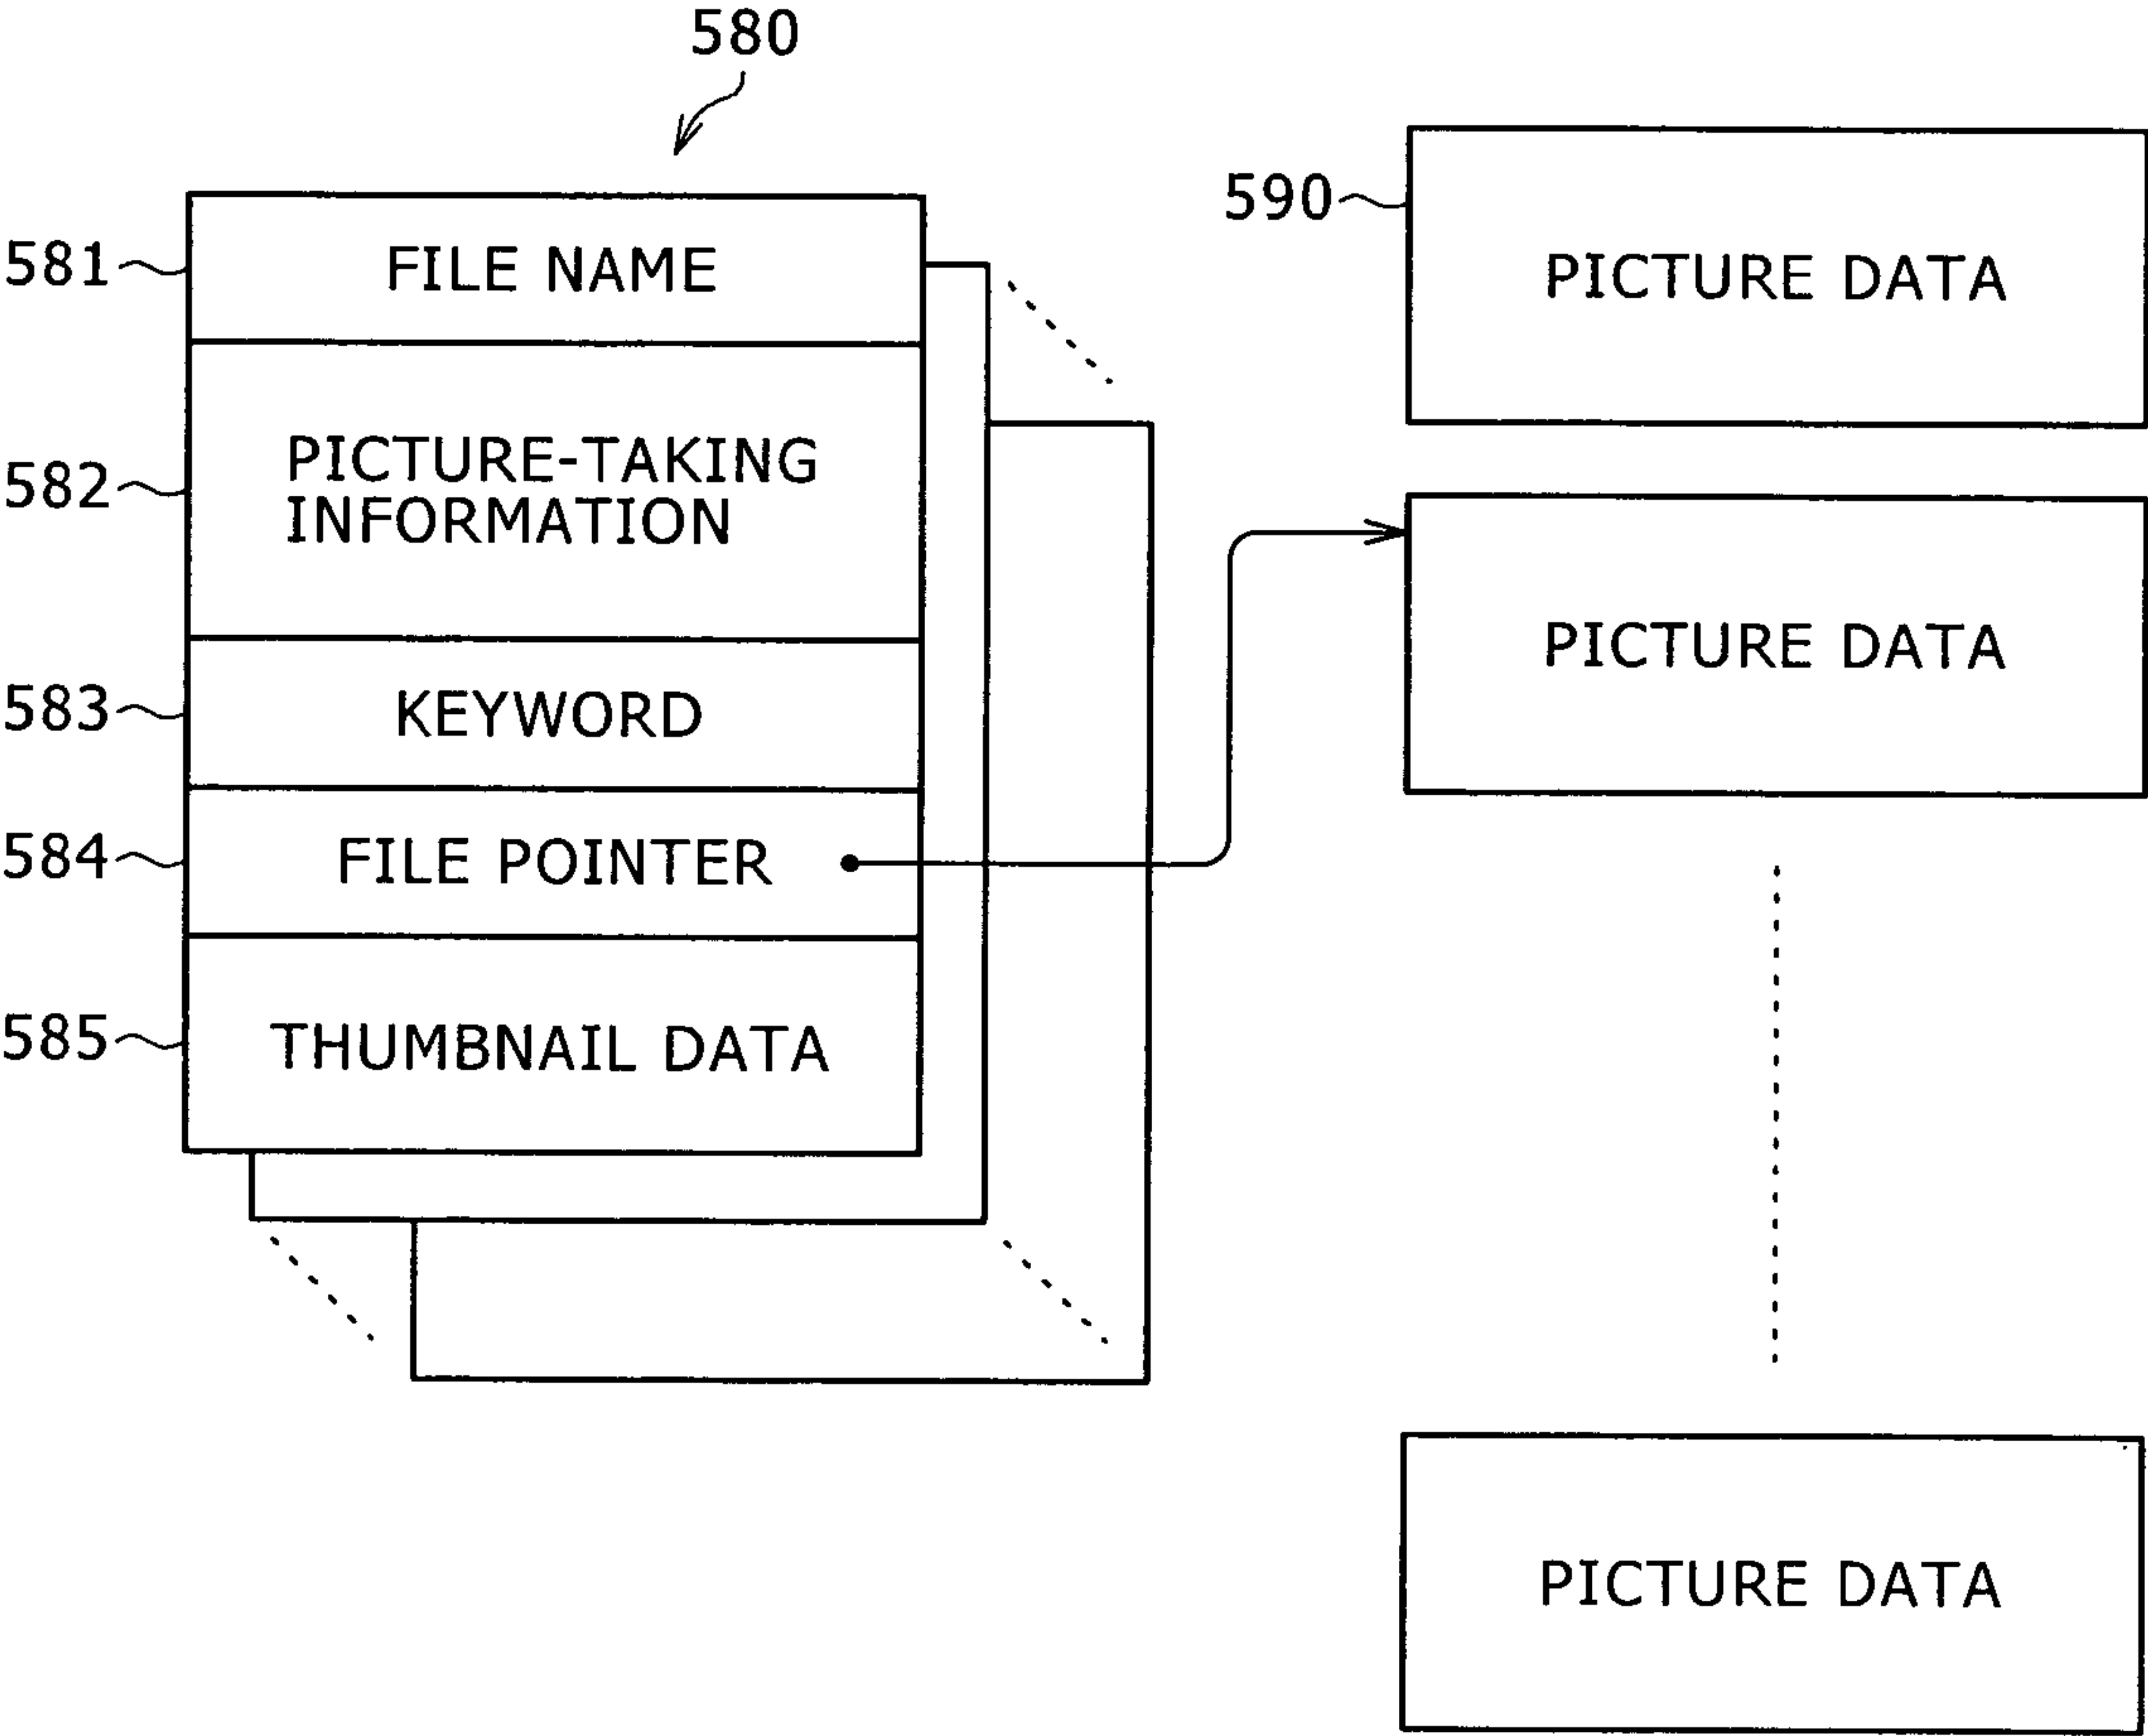 580
581
FILE NAME
582
PICTURE-TAKING
INFORMATION
583
KEYWORD
584
FILE POINTER
585
THUMBNAIL DATA
590
PICTURE DATA
PICTURE DATA
PICTURE DATA